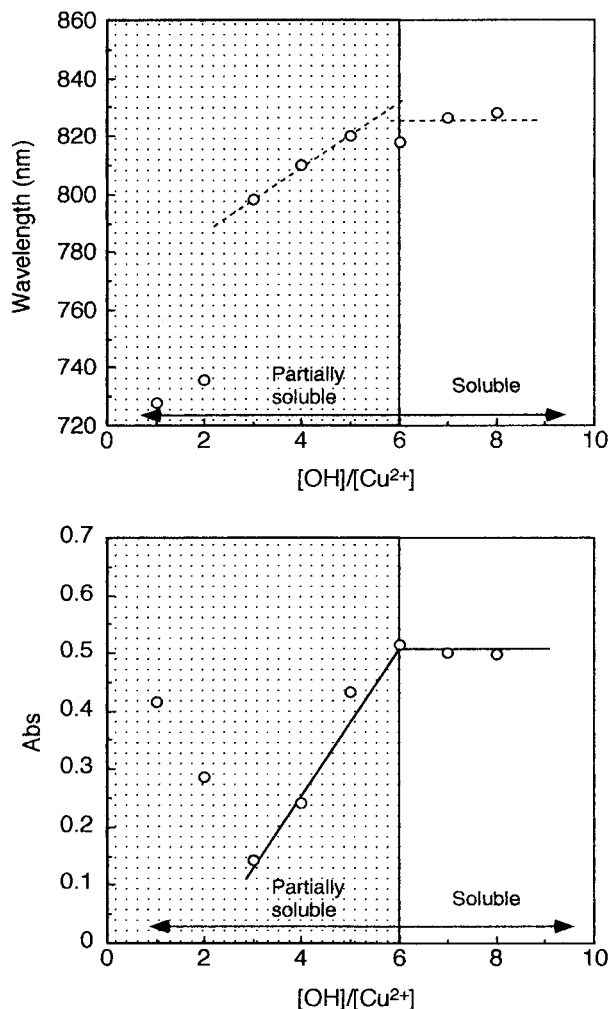 860
840
820
800
780
760
740
720
Wavelength (nm)
Partially
soluble
Soluble
0
2
4
6
8
10
[OH]/[Cu²⁺]
0.7
0.6
0.5
0.4
0.3
0.2
0.1
0
Abs
Partially
soluble
Soluble
0
2
4
6
8
10
[OH]/[Cu²⁺]